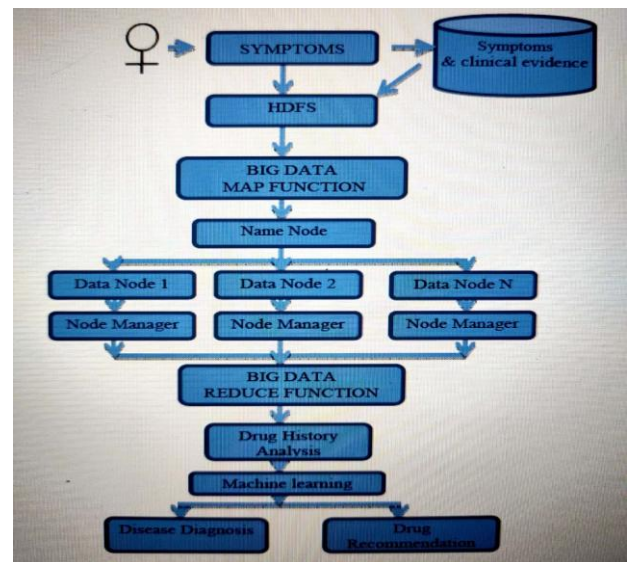 SYMPTOMS
Symptoms
& clinical evidence
HDFS
BIG DATA
MAP FUNCTION
Name Node
Data Node 1
Data Node 2
Data Node N
Node Manager
Node Manager
Node Manager
BIG DATA
REDUCE FUNCTION
Drug History
Analysis
Machine learning
Disease Diagnosis
Drug
Recommendation